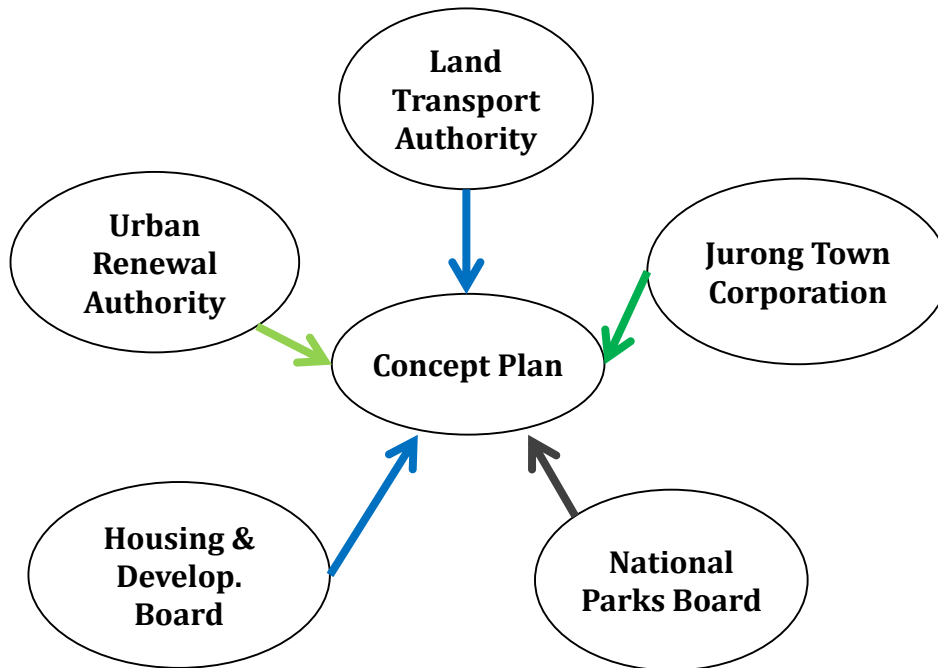 Land
Transport
Authority
Urban
Renewal
Authority
Jurong Town
Corporation
Concept Plan
Housing &
Develop.
Board
National
Parks Board